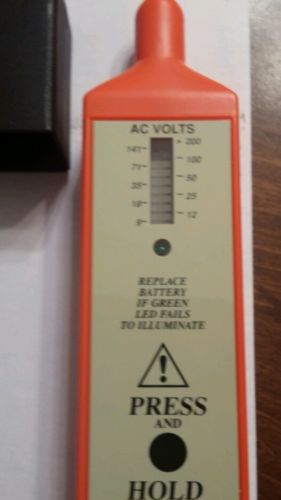 AC VOLTS
> 200
141
100
71
50
35
25
18
12
9
REPLACE
BATTERY
IF GREEN
LED FAILS
TO ILLUMINATE
!
PRESS
AND
HOLD